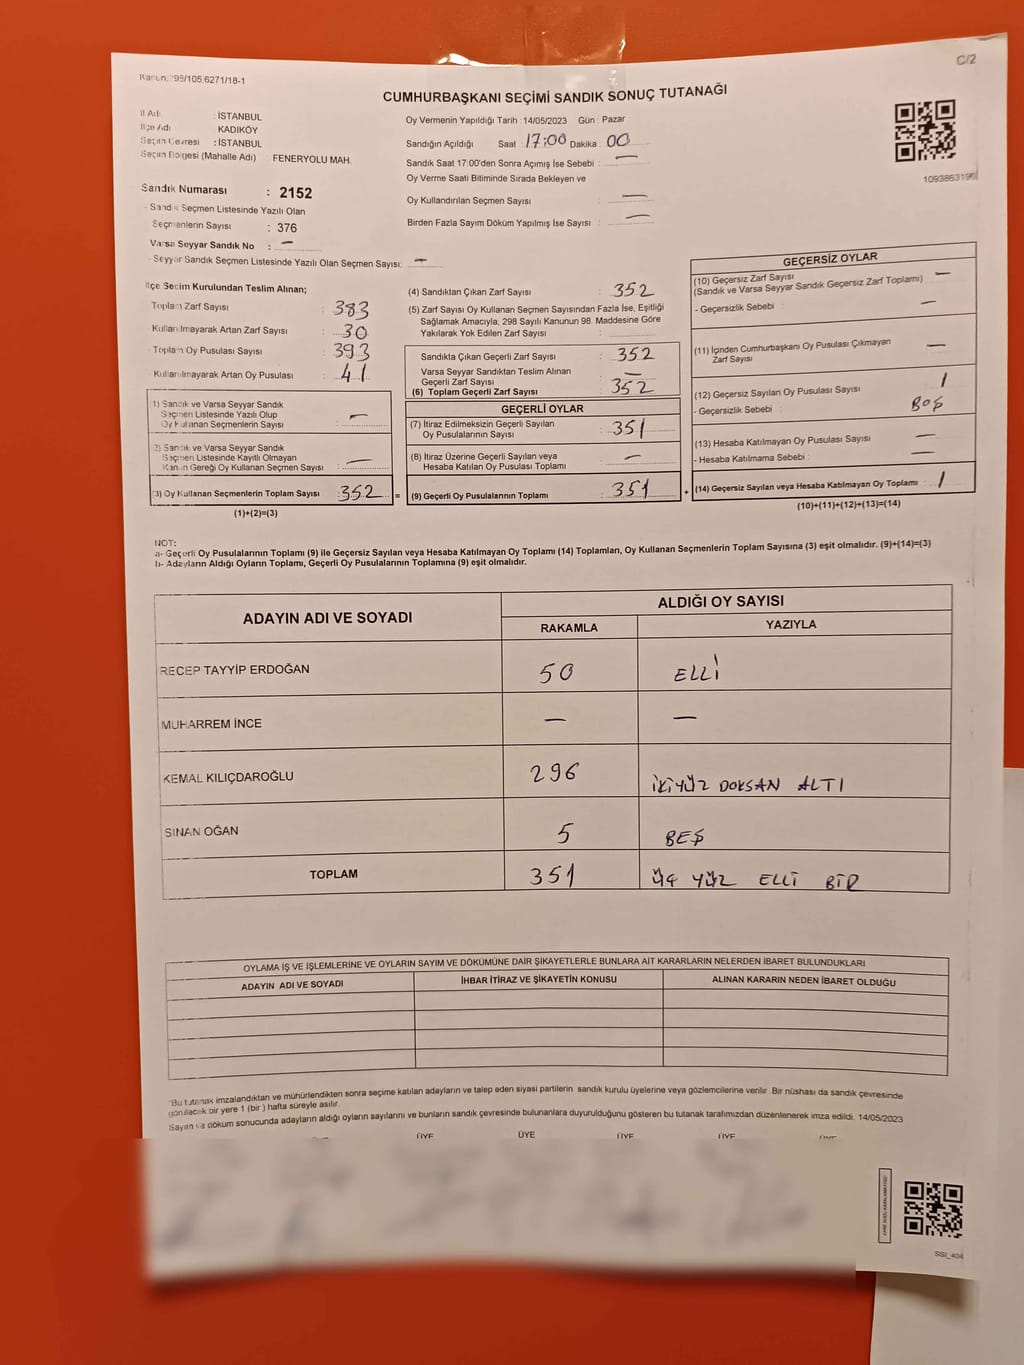 Kanun: 298/105,6271/18-1
C/2
CUMHURBAŞKANI SEÇİMİ SANDIK SONUÇ TUTANAĞI
İl Adı : İSTANBUL
İlçe Adı : KADIKÖY
Seçim Çevresi : İSTANBUL
Seçim Bölgesi (Mahalle Adı) : FENERYOLU MAH.
Sandık Numarası : 2152
- Sandık Seçmen Listesinde Yazılı Olan
Seçmenlerin Sayısı : 376
Varsa Seyyar Sandık No : —
- Seyyar Sandık Seçmen Listesinde Yazılı Olan Seçmen Sayısı: —
Oy Vermenin Yapıldığı Tarih : 14/05/2023 Gün : Pazar
Sandığın Açıldığı Saat : 17:00 Dakika : 00
Sandık Saat 17:00'den Sonra Açımış İse Sebebi : —
Oy Verme Saati Bitiminde Sırada Bekleyen ve
Oy Kullandırılan Seçmen Sayısı : —
Birden Fazla Sayım Döküm Yapılmış İse Sayısı : —
1093863196
İlçe Seçim Kurulundan Teslim Alınan;
Toplam Zarf Sayısı : 383
Kullanılmayarak Artan Zarf Sayısı : 30
- Toplam Oy Pusulası Sayısı : 393
- Kullanılmayarak Artan Oy Pusulası : 41
1) Sandık ve Varsa Seyyar Sandık
Seçmen Listesinde Yazılı Olup
Oy Kullanan Seçmenlerin Sayısı : —
2) Sandık ve Varsa Seyyar Sandık
Seçmen Listesinde Kayıtlı Olmayan
Kanun Gereği Oy Kullanan Seçmen Sayısı : —
(3) Oy Kullanan Seçmenlerin Toplam Sayısı : 352 =
(1)+(2)=(3)
(4) Sandıktan Çıkan Zarf Sayısı : 352
(5) Zarf Sayısı Oy Kullanan Seçmen Sayısından Fazla İse, Eşitliği
Sağlamak Amacıyla, 298 Sayılı Kanunun 98. Maddesine Göre
Yakılarak Yok Edilen Zarf Sayısı :
Sandıkta Çıkan Geçerli Zarf Sayısı : 352
Varsa Seyyar Sandıktan Teslim Alınan
Geçerli Zarf Sayısı : —
(6) Toplam Geçerli Zarf Sayısı : 352
GEÇERLİ OYLAR
(7) İtiraz Edilmeksizin Geçerli Sayılan
Oy Pusulalarının Sayısı : 351
(8) İtiraz Üzerine Geçerli Sayılan veya
Hesaba Katılan Oy Pusulası Toplamı : —
(9) Geçerli Oy Pusulalarının Toplamı : 351 +
GEÇERSİZ OYLAR
(10) Geçersiz Zarf Sayısı : —
(Sandık ve Varsa Seyyar Sandık Geçersiz Zarf Toplamı)
- Geçersizlik Sebebi : —
(11) İçinden Cumhurbaşkanı Oy Pusulası Çıkmayan
Zarf Sayısı : —
(12) Geçersiz Sayılan Oy Pusulası Sayısı : 1
- Geçersizlik Sebebi : BOŞ
(13) Hesaba Katılmayan Oy Pusulası Sayısı : —
- Hesaba Katılmama Sebebi : —
(14) Geçersiz Sayılan veya Hesaba Katılmayan Oy Toplamı : 1
(10)+(11)+(12)+(13)=(14)
NOT:
a- Geçerli Oy Pusulalarının Toplamı (9) ile Geçersiz Sayılan veya Hesaba Katılmayan Oy Toplamı (14) Toplamları, Oy Kullanan Seçmenlerin Toplam Sayısına (3) eşit olmalıdır. (9)+(14)=(3)
b- Adayların Aldığı Oyların Toplamı, Geçerli Oy Pusulalarının Toplamına (9) eşit olmalıdır.
ADAYIN ADI VE SOYADI ALDIĞI OY SAYISI
RAKAMLA YAZIYLA
RECEP TAYYİP ERDOĞAN 50 ELLİ
MUHARREM İNCE — —
KEMAL KILIÇDAROĞLU 296 İKİYÜZ DOKSAN ALTI
SİNAN OĞAN 5 BEŞ
TOPLAM 351 ÜÇ YÜZ ELLİ BİR
OYLAMA İŞ VE İŞLEMLERİNE VE OYLARIN SAYIM VE DÖKÜMÜNE DAİR ŞİKAYETLERLE BUNLARA AİT KARARLARIN NELERDEN İBARET BULUNDUKLARI
ADAYIN ADI VE SOYADI İHBAR İTİRAZ VE ŞİKAYETİN KONUSU ALINAN KARARIN NEDEN İBARET OLDUĞU
"Bu tutanak imzalandıktan ve mühürlendikten sonra seçime katılan adayların ve talep eden siyasi partilerin sandık kurulu üyelerine veya gözlemcilerine verilir. Bir nüshası da sandık çevresinde
görülecek bir yere 1 (bir) hafta süreyle asılır.
Sayım ve döküm sonucunda adayların aldığı oyların sayılarını ve bunların sandık çevresinde bulunanlara duyurulduğunu gösteren bu tutanak tarafımızdan düzenlenerek imza edildi. 14/05/2023
ÜYE ÜYE ÜYE ÜYE ÜYE
SSI_404